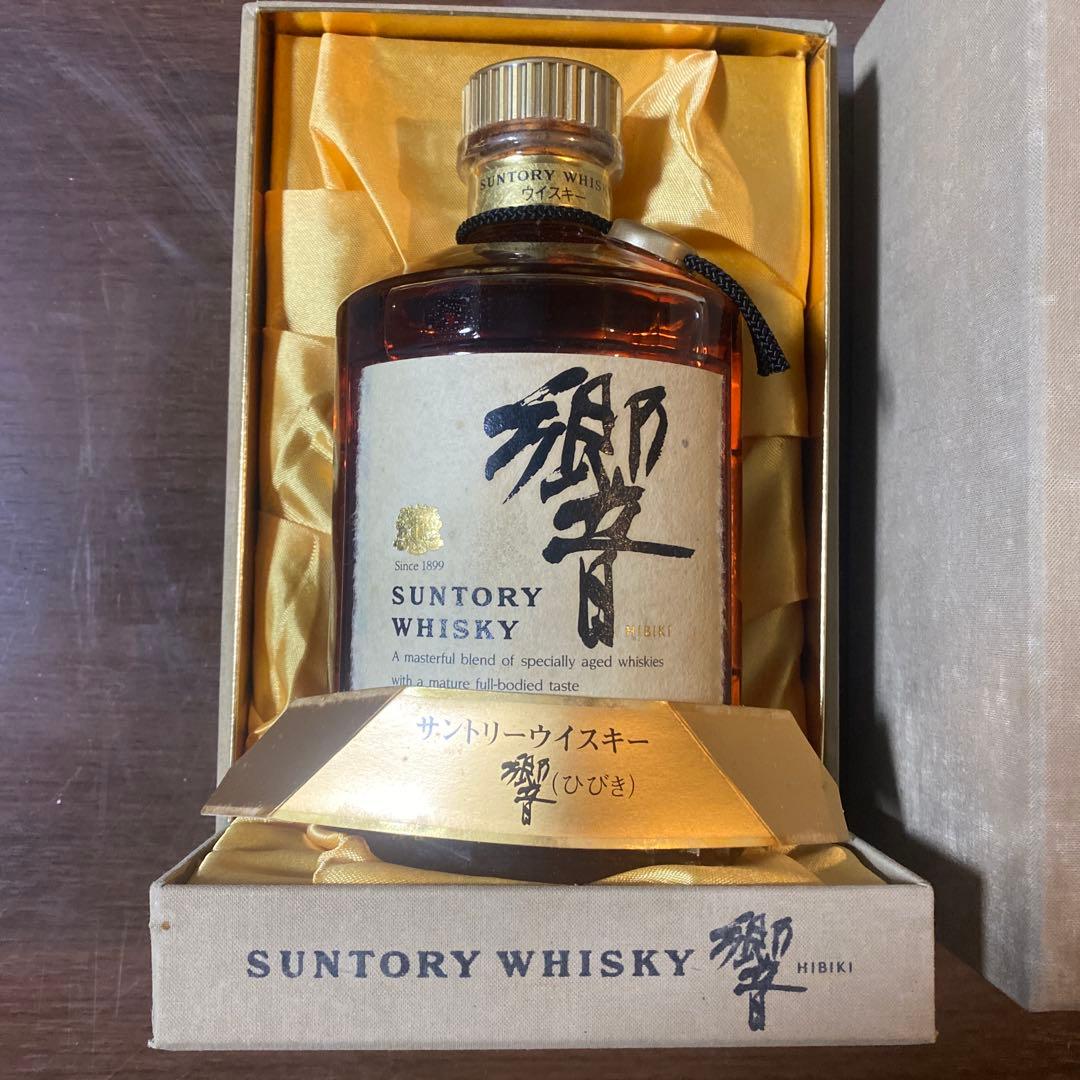 SUNTORY WHIS
ウイスキー
響
Since 1899
SUNTORY
WHISKY
HIBIKI
A masterful blend of specially aged whiskies
with a mature full-bodied taste
サントリーウイスキー
響(ひびき)
SUNTORY WHISKY 響 HIBIKI